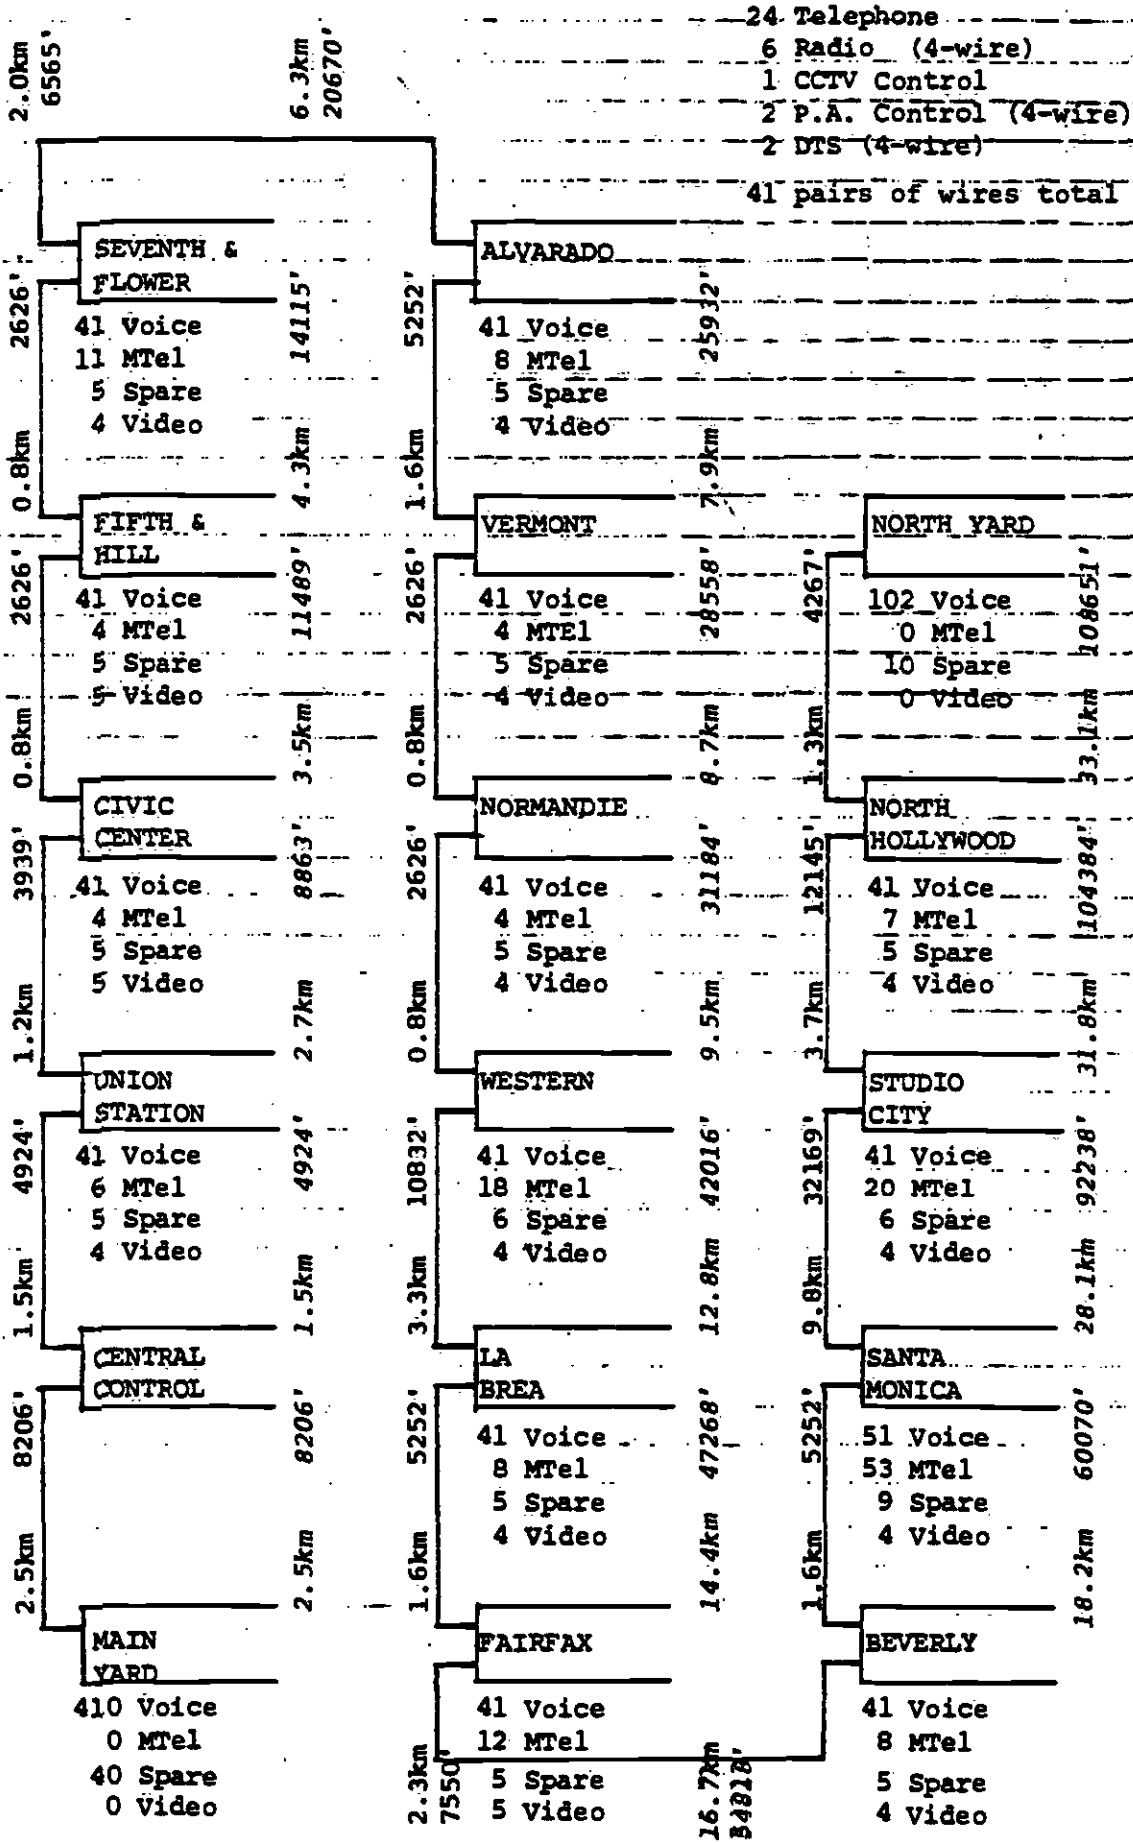 24 Telephone
6 Radio (4-wire)
1 CCTV Control
2 P.A. Control (4-wire)
2 DTS (4-wire)
41 pairs of wires total
2.0km
6565'
6.3km
20670'
SEVENTH &
FLOWER
41 Voice
11 MTel
5 Spare
4 Video
2626'
0.8km
14115'
4.3km
FIFTH &
HILL
41 Voice
4 MTel
5 Spare
5 Video
2626'
0.8km
11489'
3.5km
CIVIC
CENTER
41 Voice
4 MTel
5 Spare
5 Video
3939'
1.2km
8863'
2.7km
UNION
STATION
41 Voice
6 MTel
5 Spare
4 Video
4924'
1.5km
4924'
1.5km
CENTRAL
CONTROL
8206'
2.5km
8206'
2.5km
MAIN
YARD
410 Voice
0 MTel
40 Spare
0 Video
ALVARADO
41 Voice
8 MTel
5 Spare
4 Video
5252'
1.6km
25932'
7.9km
VERMONT
41 Voice
4 MTEl
5 Spare
4 Video
2626'
0.8km
28558'
8.7km
NORMANDIE
41 Voice
4 MTel
5 Spare
4 Video
2626'
0.8km
31184'
9.5km
WESTERN
41 Voice
18 MTel
6 Spare
4 Video
10832'
3.3km
42016'
12.8km
LA
BREA
41 Voice
8 MTel
5 Spare
4 Video
5252'
1.6km
47268'
14.4km
FAIRFAX
41 Voice
12 MTel
5 Spare
5 Video
2.3km
7550'
16.7km
54818'
NORTH YARD
102 Voice
0 MTel
10 Spare
0 Video
4267'
1.3km
108651'
33.1km
NORTH
HOLLYWOOD
41 Voice
7 MTel
5 Spare
4 Video
12145'
3.7km
104384'
31.8km
STUDIO
CITY
41 Voice
20 MTel
6 Spare
4 Video
32169'
9.8km
92238'
28.1km
SANTA
MONICA
51 Voice
53 MTel
9 Spare
4 Video
5252'
1.6km
60070'
18.2km
BEVERLY
41 Voice
8 MTel
5 Spare
4 Video